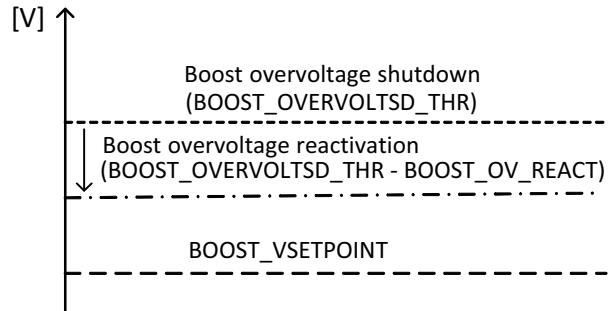 [V]
Boost overvoltage shutdown
(BOOST_OVERVOLTSD_THR)
Boost overvoltage reactivation
(BOOST_OVERVOLTSD_THR - BOOST_OV_REACT)
BOOST_VSETPOINT